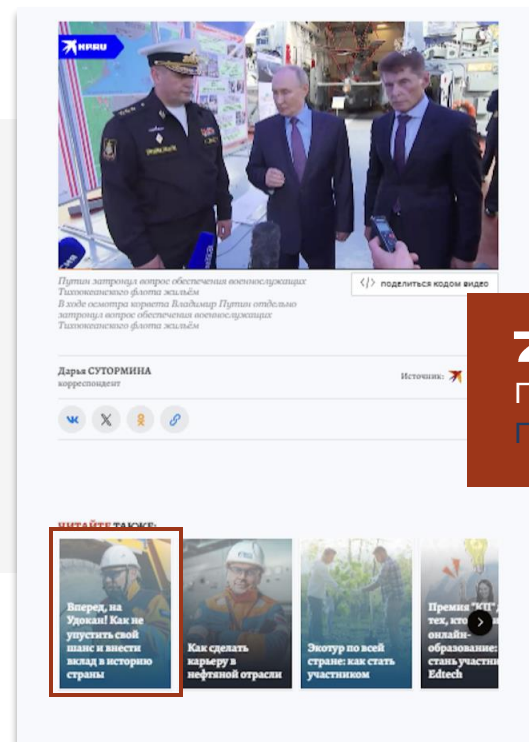 KP.RU
Путин затронул вопрос обеспечения военнослужащих
Тихоокеанского флота жильём
В ходе осмотра корвета Владимир Путин отдельно
затронул вопрос обеспечения военнослужащих
Тихоокеанского флота жильём
</> поделиться кодом видео
Дарья СУТОРМИНА
корреспондент
Источник:
ЧИТАЙТЕ ТАКЖЕ:
Вперед, на
Удокан! Как не
упустить свой
шанс и внести
вклад в историю
страны
Как сделать
карьеру в
нефтяной отрасли
Экотур по всей
стране: как стать
участником
Премия "КП":
тех, кто
онлайн-
образование:
стань участни
Edtech